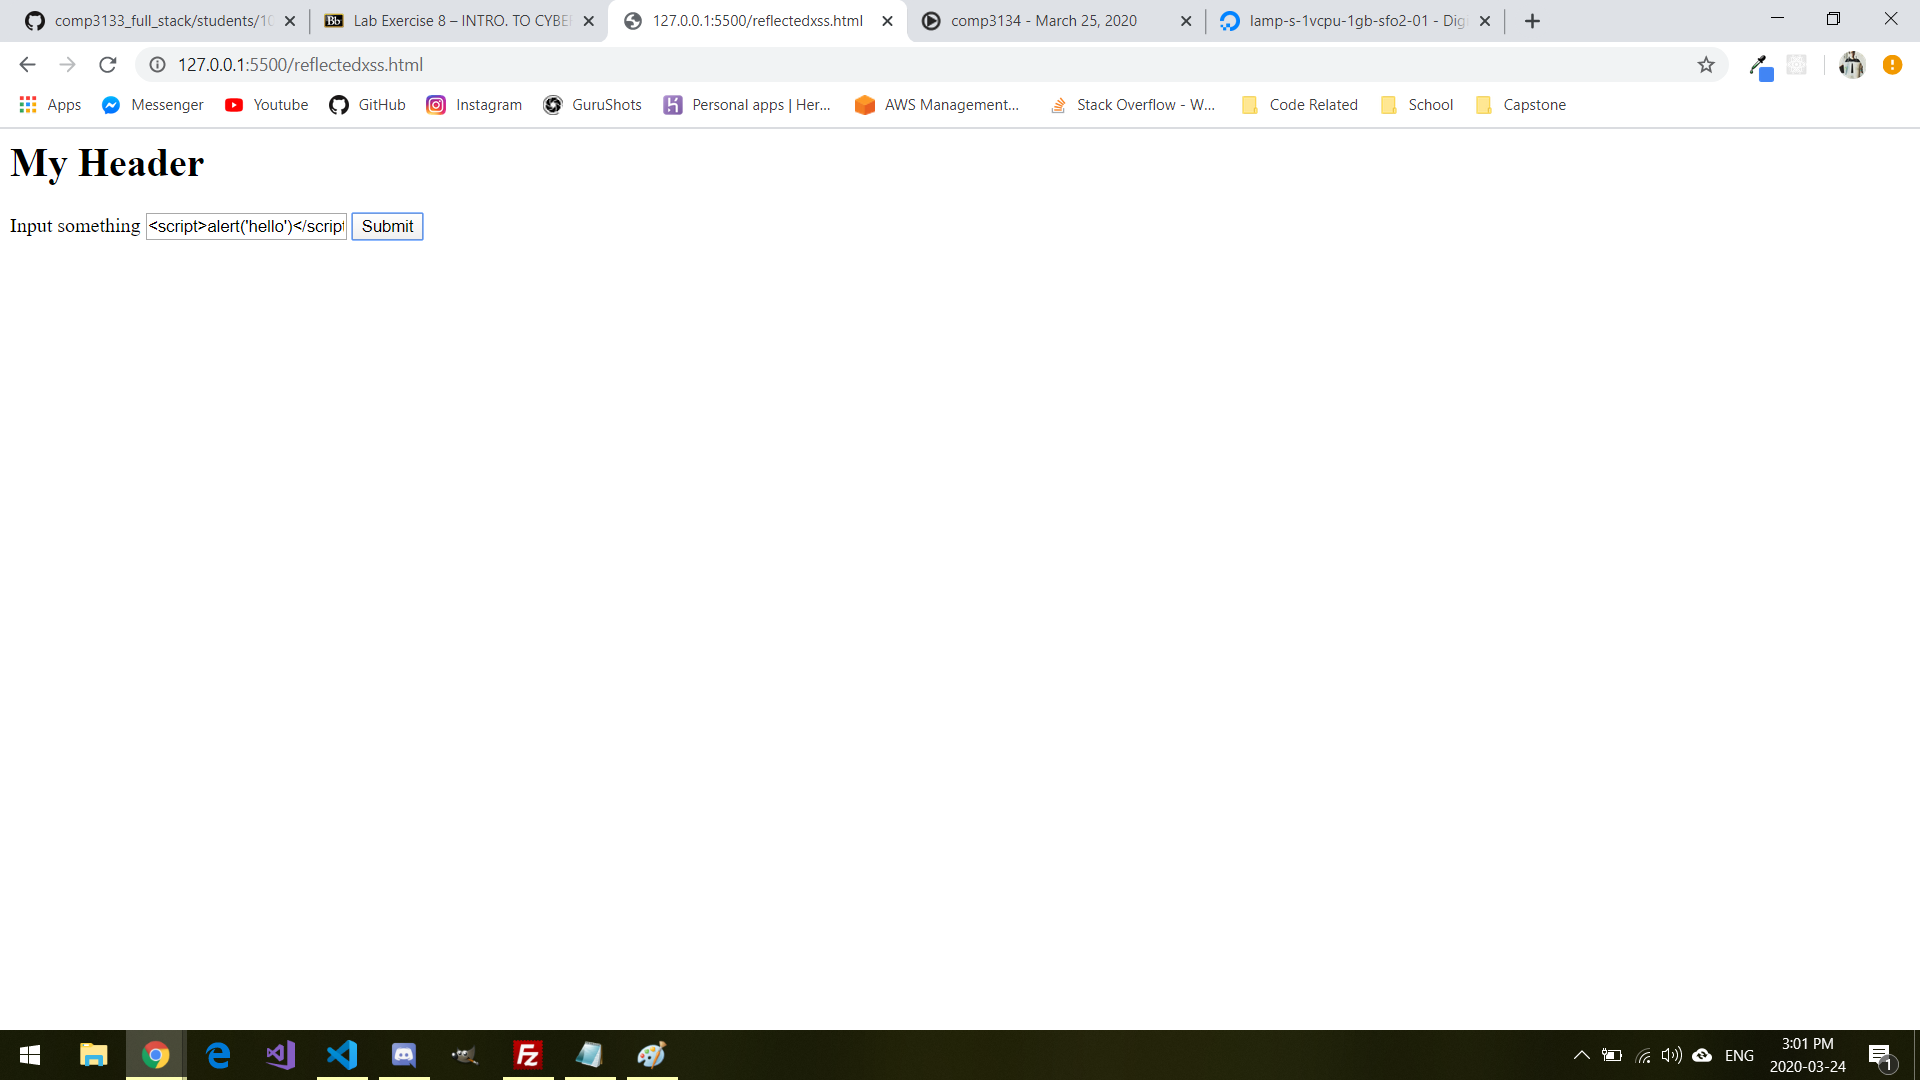 comp3133_full_stack/students/10
Lab Exercise 8 – INTRO. TO CYBE
127.0.0.1:5500/reflectedxss.html
comp3134 - March 25, 2020
lamp-s-1vcpu-1gb-sfo2-01 - Digi
127.0.0.1:5500/reflectedxss.html
Apps
Messenger
Youtube
GitHub
Instagram
GuruShots
Personal apps | Her...
AWS Management...
Stack Overflow - W...
Code Related
School
Capstone
My Header
Input something <script>alert('hello')</script Submit
ENG
3:01 PM
2020-03-24
1